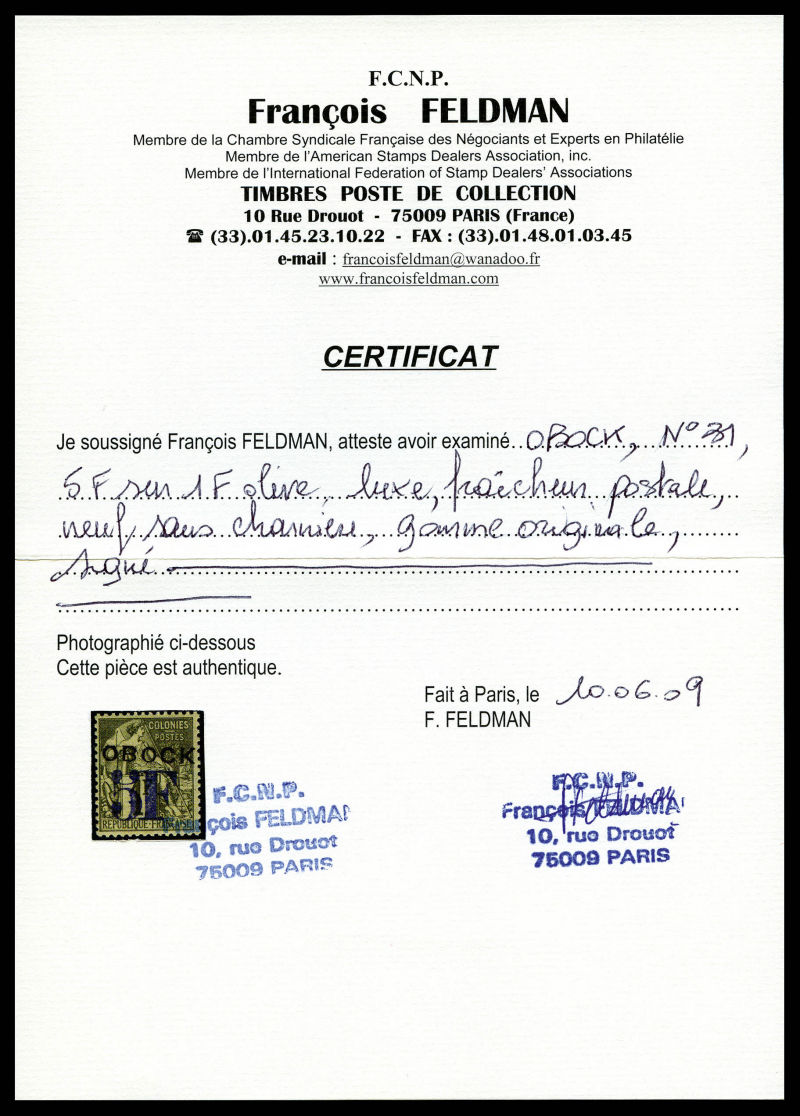 F.C.N.P.
François FELDMAN
Membre de la Chambre Syndicale Française des Négociants et Experts en Philatélie
Membre de l'American Stamps Dealers Association, inc.
Membre de l'International Federation of Stamp Dealers' Associations
TIMBRES POSTE DE COLLECTION
10 Rue Drouot - 75009 PARIS (France)
☎ (33).01.45.23.10.22 - FAX : (33).01.48.01.03.45
e-mail : francoisfeldman@wanadoo.fr
www.francoisfeldman.com
CERTIFICAT
Je soussigné François FELDMAN, atteste avoir examiné OBOCK, N° 31,
5F sur 1F olive, luxe, fraîcheur postale,
neuf sans charnière, gomme originale,
signé
Photographié ci-dessous
Cette pièce est authentique.
Fait à Paris, le 10.06.09
F. FELDMAN
COLONIES
POSTES
OBOCK
5F
REPUBLIQUE FRANCAISE
F.C.N.P.
çois FELDMAN
10, rue Drouot
75009 PARIS
F.C.N.P.
François FELDMAN
10, rue Drouot
75009 PARIS